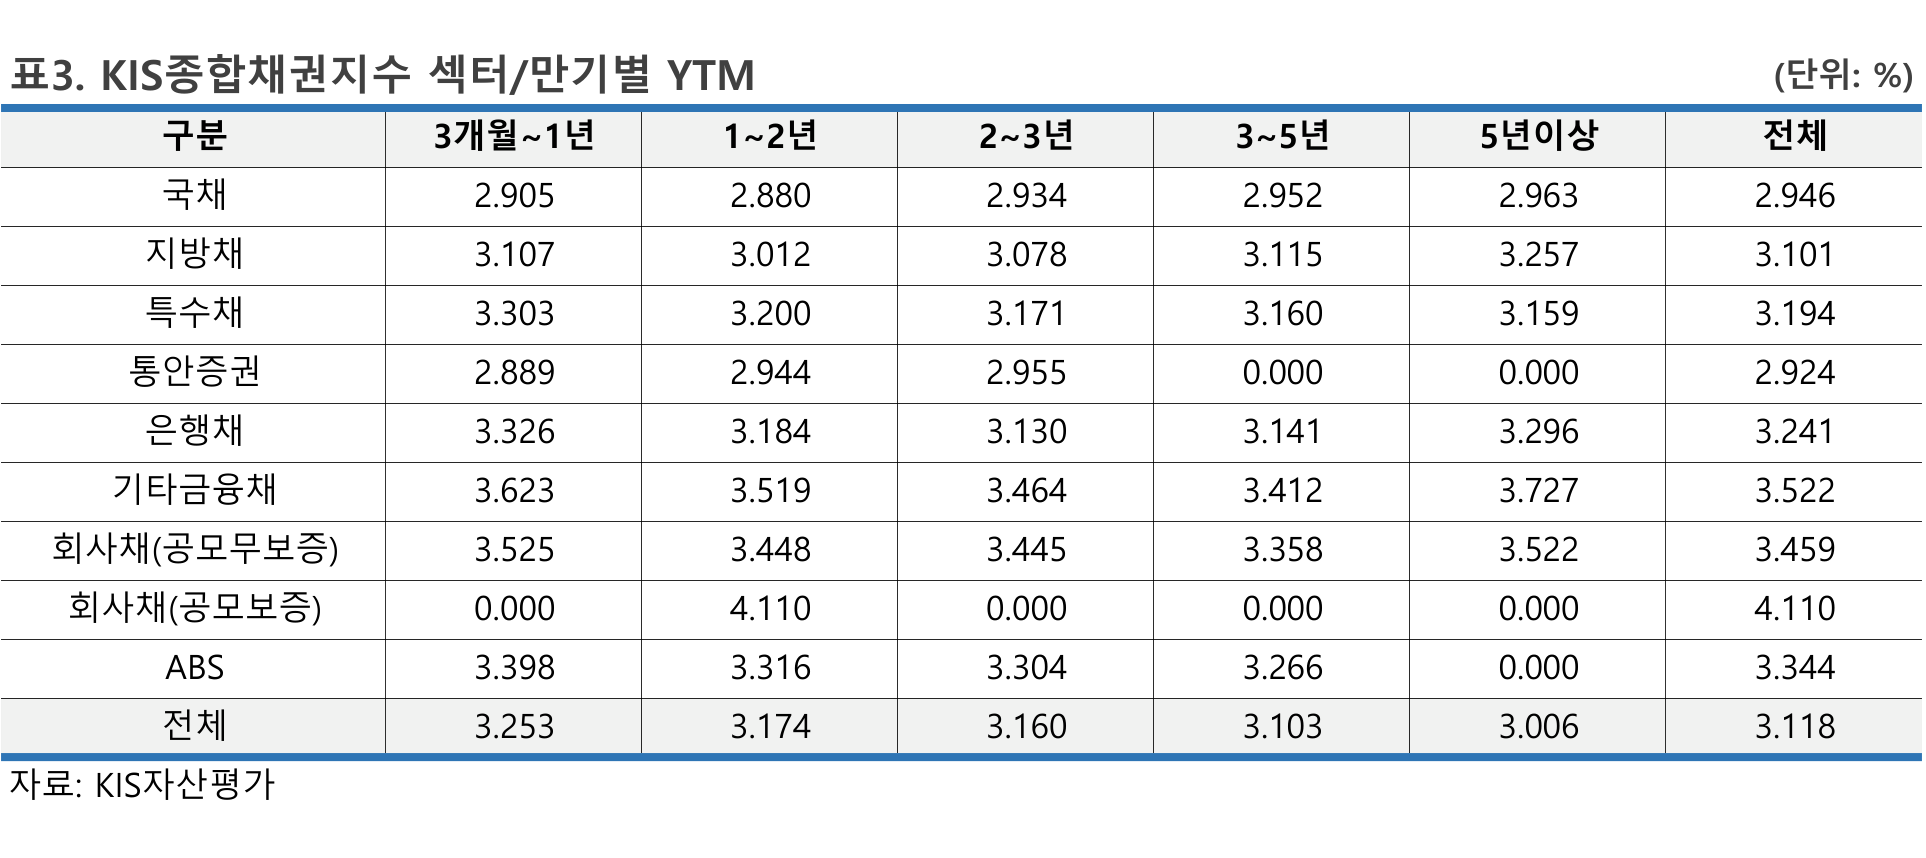 표3. KIS종합채권지수 섹터/만기별 YTM (단위: %)
구분 3개월~1년 1~2년 2~3년 3~5년 5년이상 전체
국채 2.905 2.880 2.934 2.952 2.963 2.946
지방채 3.107 3.012 3.078 3.115 3.257 3.101
특수채 3.303 3.200 3.171 3.160 3.159 3.194
통안증권 2.889 2.944 2.955 0.000 0.000 2.924
은행채 3.326 3.184 3.130 3.141 3.296 3.241
기타금융채 3.623 3.519 3.464 3.412 3.727 3.522
회사채(공모무보증) 3.525 3.448 3.445 3.358 3.522 3.459
회사채(공모보증) 0.000 4.110 0.000 0.000 0.000 4.110
ABS 3.398 3.316 3.304 3.266 0.000 3.344
전체 3.253 3.174 3.160 3.103 3.006 3.118
자료: KIS자산평가